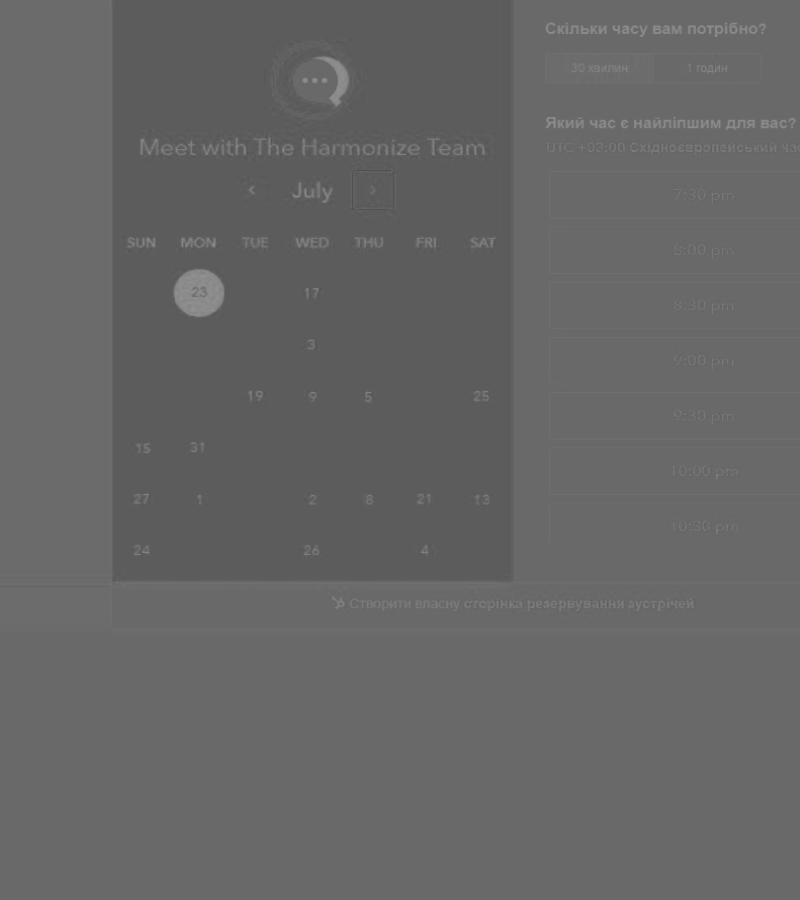 Meet with The Harmonize Team
July
SUN MON TUE WED THU FRI SAT
23 17
3
19 9 5 25
15 31
27 1 2 8 21 13
24 26 4
Скільки часу вам потрібно?
30 хвилин 1 годин
Який час є найліпшим для вас?
UTC +03:00 Східноєвропейський час
7:30 pm
8:00 pm
8:30 pm
9:00 pm
9:30 pm
10:00 pm
10:30 pm
Створити власну сторінка резервування зустрічей